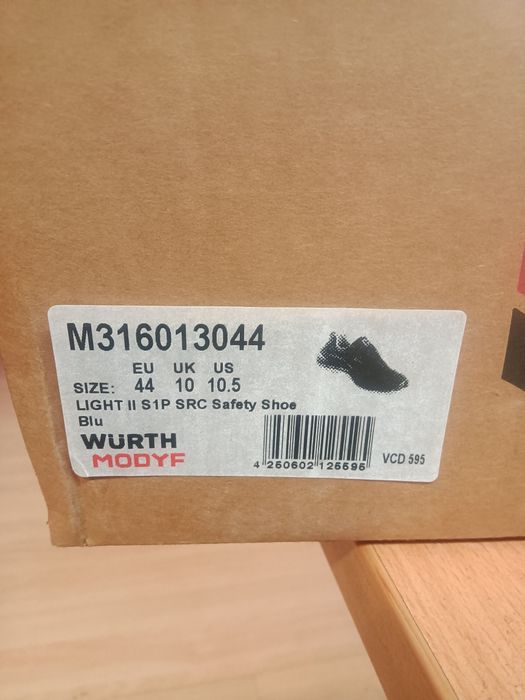 M316013044
EU UK US
SIZE: 44 10 10.5
LIGHT II S1P SRC Safety Shoe
Blu
WÜRTH
MODYF
4 250602 125595
VCD 595